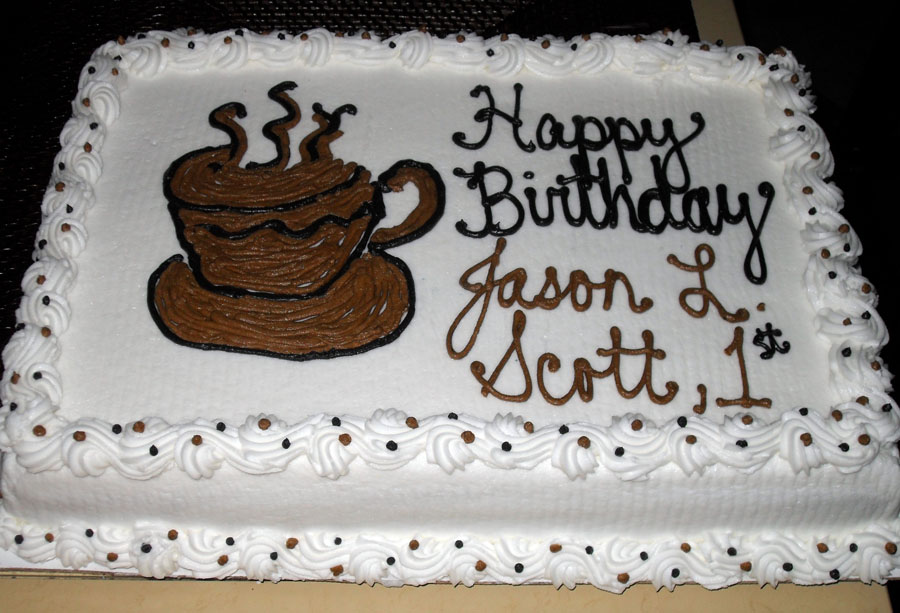 Happy
Birthday
Jason L.
Scott, 1st